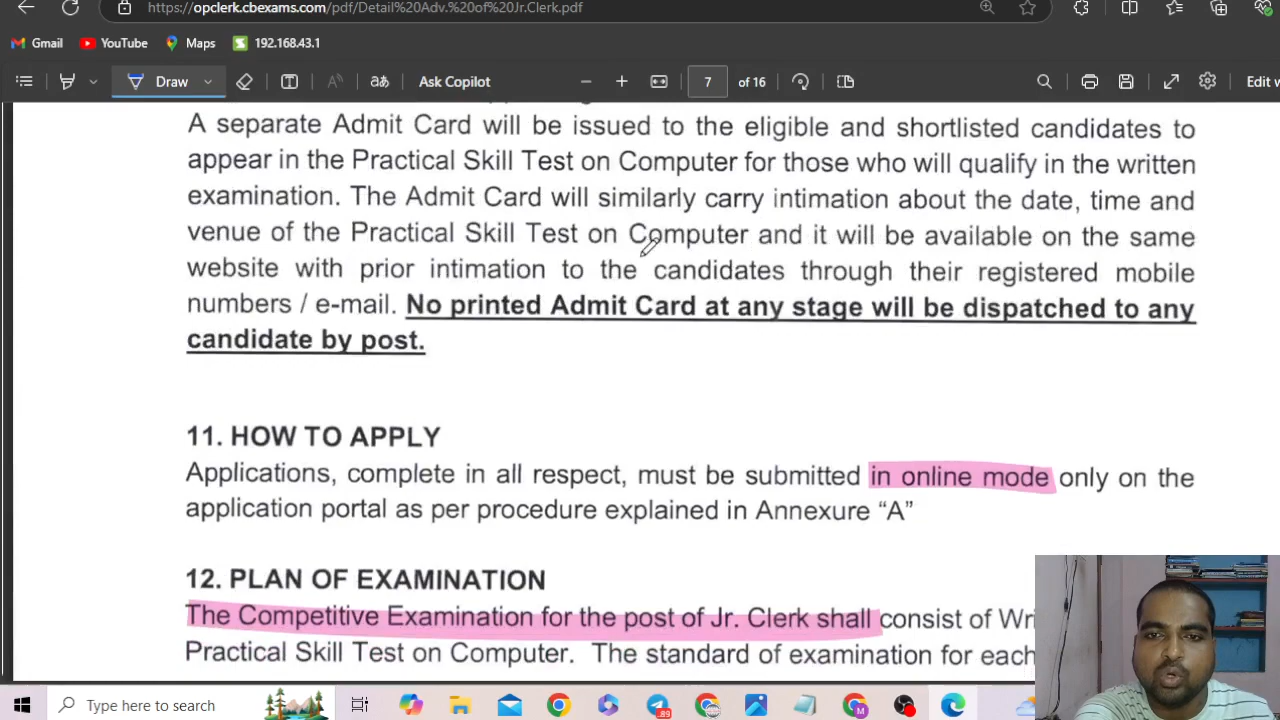 https://opclerk.cbexams.com/pdf/Detail%20Adv.%20of%20Jr.Clerk.pdf
Gmail YouTube Maps 192.168.43.1
Draw Ask Copilot 7 of 16 Edit w
A separate Admit Card will be issued to the eligible and shortlisted candidates to
appear in the Practical Skill Test on Computer for those who will qualify in the written
examination. The Admit Card will similarly carry intimation about the date, time and
venue of the Practical Skill Test on Computer and it will be available on the same
website with prior intimation to the candidates through their registered mobile
numbers / e-mail. No printed Admit Card at any stage will be dispatched to any
candidate by post.
11. HOW TO APPLY
Applications, complete in all respect, must be submitted in online mode only on the
application portal as per procedure explained in Annexure “A”
12. PLAN OF EXAMINATION
The Competitive Examination for the post of Jr. Clerk shall consist of Wri
Practical Skill Test on Computer. The standard of examination for each
Type here to search